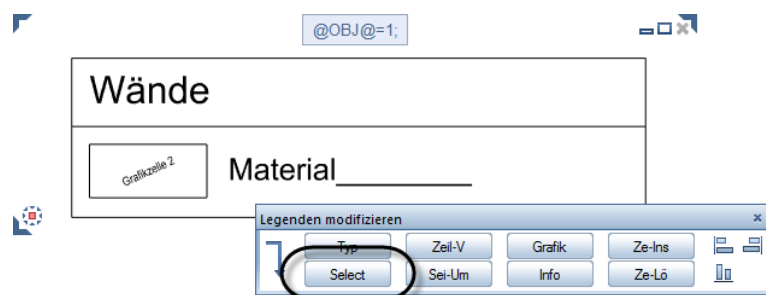 @OBJ@=1;
Wände
Grafikzelle 2
Material________
Legenden modifizieren
Typ Zeil-V Grafik Ze-Ins
Select Sei-Um Info Ze-Lö